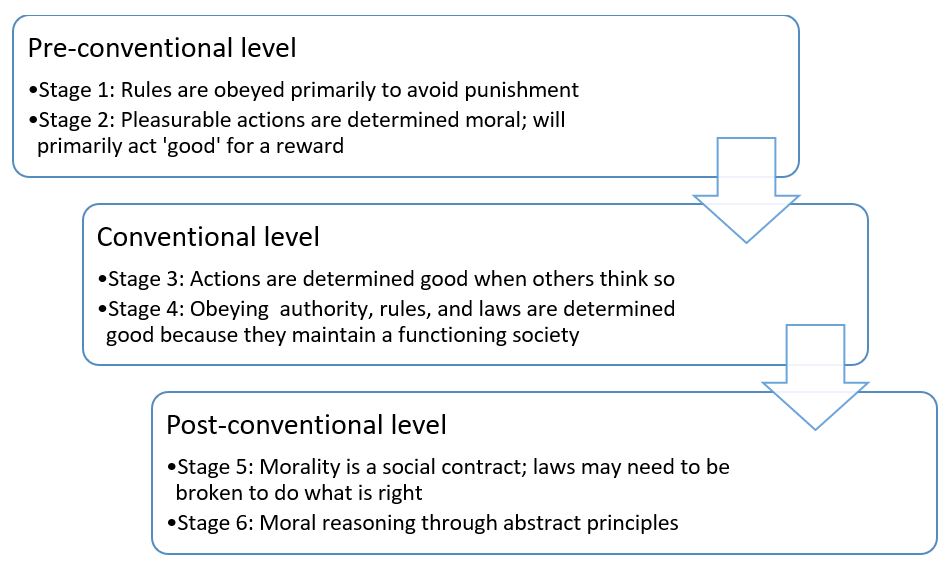 Pre-conventional level
•Stage 1: Rules are obeyed primarily to avoid punishment
•Stage 2: Pleasurable actions are determined moral; will
primarily act 'good' for a reward
Conventional level
•Stage 3: Actions are determined good when others think so
•Stage 4: Obeying  authority, rules, and laws are determined
good because they maintain a functioning society
Post-conventional level
•Stage 5: Morality is a social contract; laws may need to be
broken to do what is right
•Stage 6: Moral reasoning through abstract principles